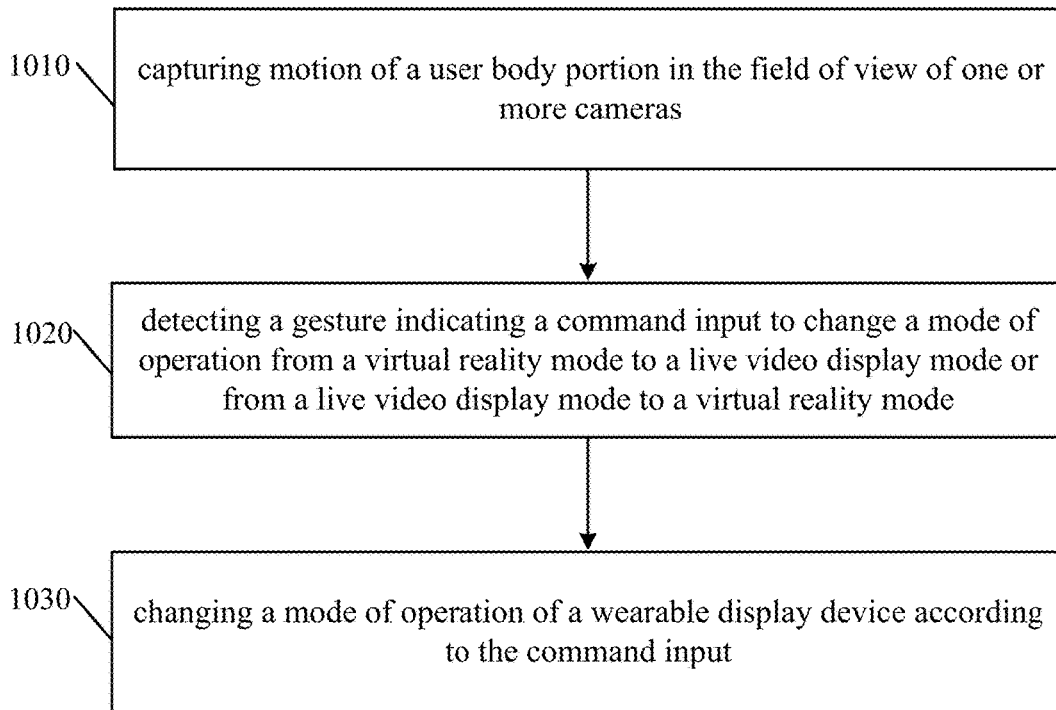 1010
capturing motion of a user body portion in the field of view of one or
more cameras
1020
detecting a gesture indicating a command input to change a mode of
operation from a virtual reality mode to a live video display mode or
from a live video display mode to a virtual reality mode
1030
changing a mode of operation of a wearable display device according
to the command input